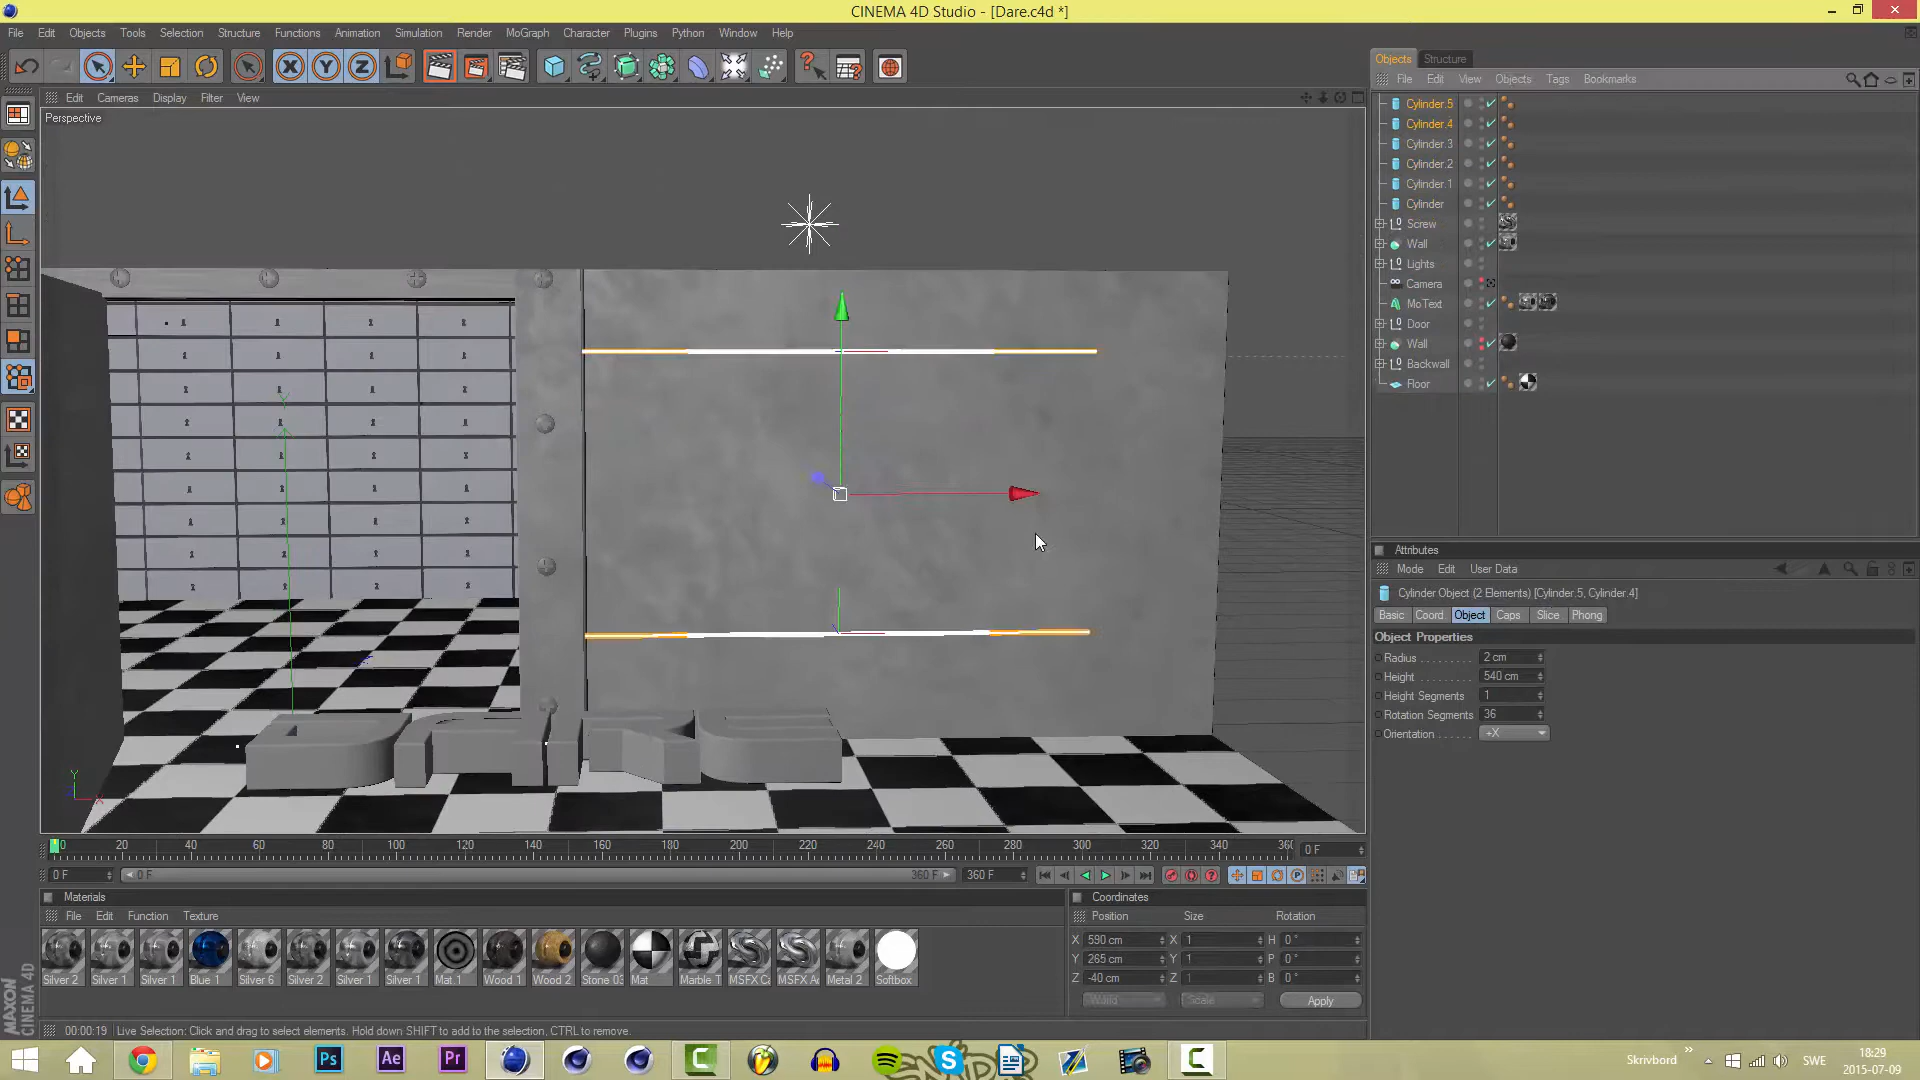 CINEMA 4D Studio - [Dare.c4d *]
File Edit Objects Tools Selection Structure Functions Animation Simulation Render MoGraph Character Plugins Python Window Help
Edit Cameras Display Filter View
Perspective
Objects Structure
File Edit View Objects Tags Bookmarks
Cylinder.5
Cylinder.4
Cylinder.3
Cylinder.2
Cylinder.1
Cylinder
Screw
Wall
Lights
Camera
MoText
Door
Wall
Backwall
Floor
Attributes
Mode Edit User Data
Cylinder Object (2 Elements) [Cylinder.5, Cylinder.4]
Basic Coord Object Caps Slice Phong
Object Properties
Radius 2 cm
Height 540 cm
Height Segments 1
Rotation Segments 36
Orientation +X
0 20 40 60 80 100 120 140 160 180 200 220 240 260 280 300 320 340 360 0 F
0 F 0 F 360 F 360 F
Materials
File Edit Function Texture
Silver 2 Silver 1 Silver 1 Blue 1 Silver 6 Silver 2 Silver 1 Silver 1 Mat.1 Wood 1 Wood 2 Stone 03 Mat Marble T MSFX Ca MSFX Ac Metal 2 Softbox
Coordinates
Position Size Rotation
X 590 cm X 1 H 0 °
Y 265 cm Y 1 P 0 °
Z -40 cm Z 1 B 0 °
World Scale Apply
MAXON CINEMA 4D
00:00:19 Live Selection: Click and drag to select elements. Hold down SHIFT to add to the selection, CTRL to remove.
Ps Ae Pr
Skrivbord » SWE
18:29
2015-07-09